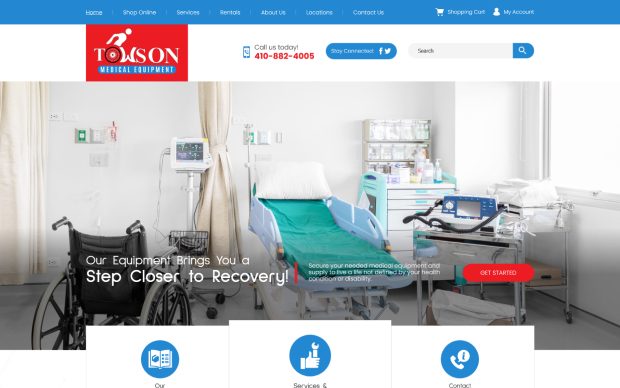 Home
Shop Online
Services
Rentals
About Us
Locations
Contact Us
Shopping Cart
My Account
TOWSON
MEDICAL EQUIPMENT
Call us today!
410-882-4005
Stay Connected:
Search
Our Equipment Brings You a
Step Closer to Recovery!
Secure your needed medical equipment and
supply to live a life not defined by your health
condition or disability.
GET STARTED
Our
Services &
Contact